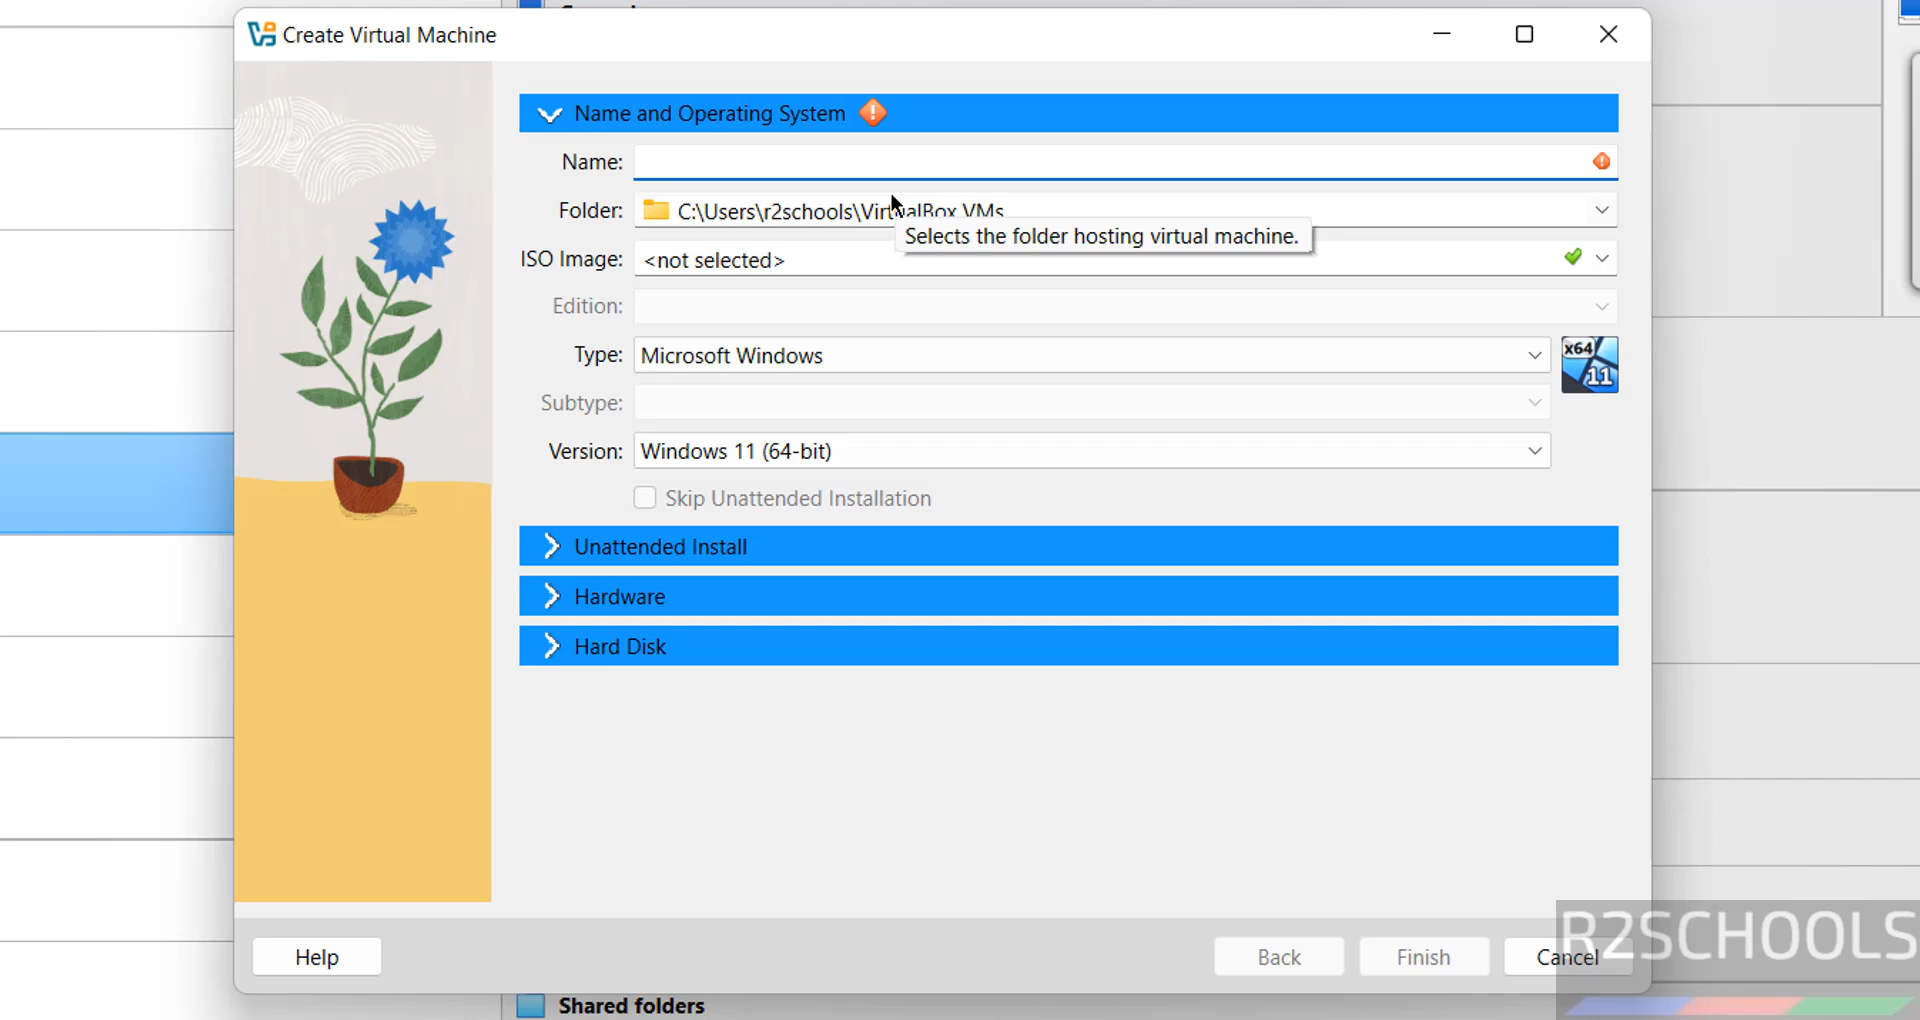 Create Virtual Machine
Name and Operating System
Name:
Folder: C:\Users\r2schools\VirtualBox VMs
Selects the folder hosting virtual machine.
ISO Image: <not selected>
Edition:
Type: Microsoft Windows
x64
11
Subtype:
Version: Windows 11 (64-bit)
Skip Unattended Installation
Unattended Install
Hardware
Hard Disk
Help Back Finish Cancel
R2SCHOOLS
Shared folders